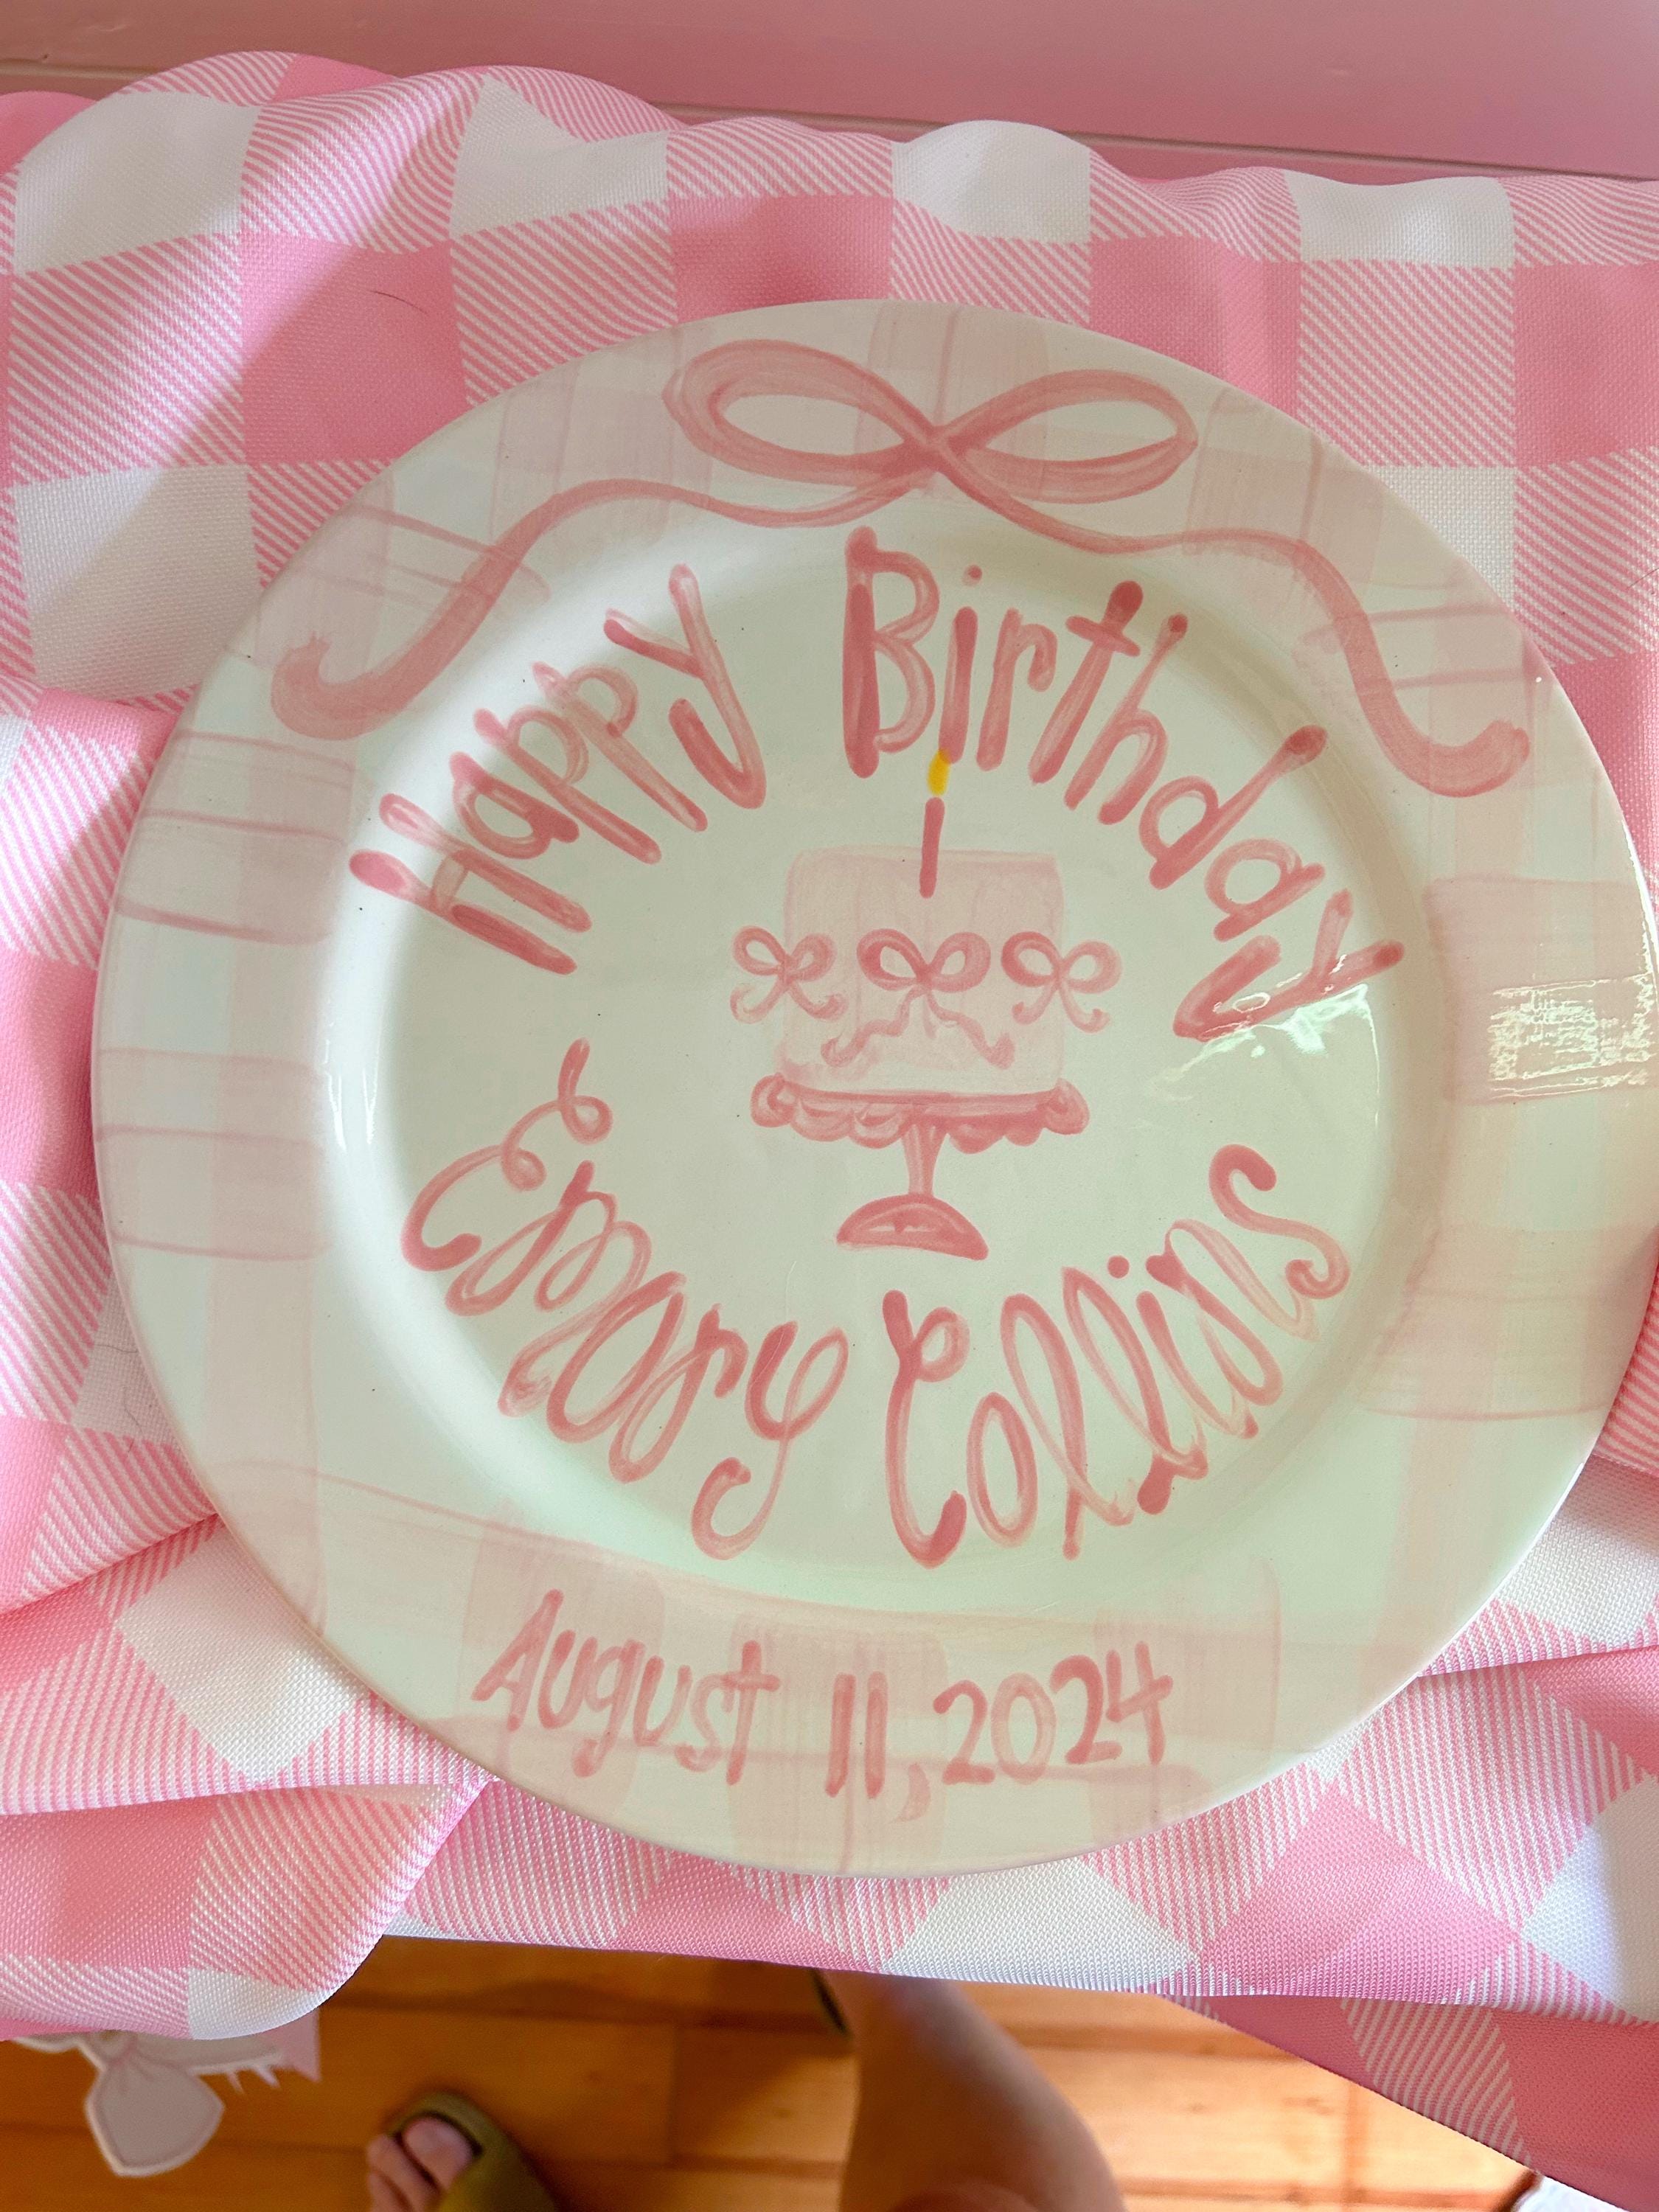 Happy Birthday
Emory Collins
August 11, 2024